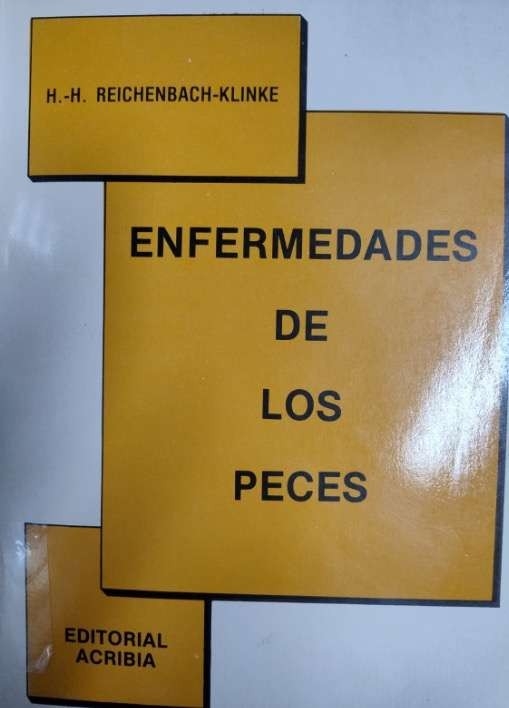 H.-H. REICHENBACH-KLINKE
ENFERMEDADES
DE
LOS
PECES
EDITORIAL
ACRIBIA